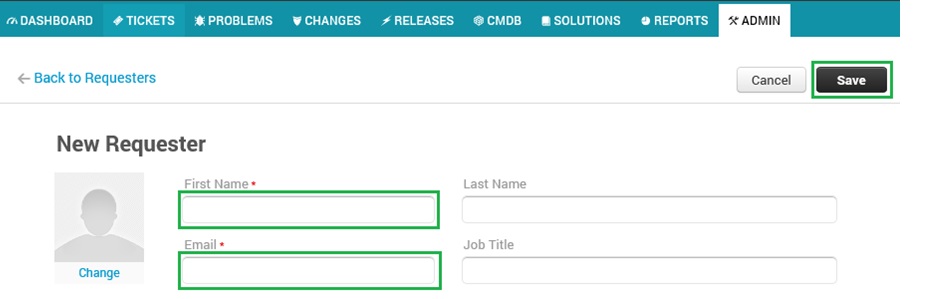 DASHBOARD TICKETS PROBLEMS CHANGES RELEASES CMDB SOLUTIONS REPORTS ADMIN
Back to Requesters Cancel Save
New Requester
First Name * Last Name
Email * Job Title
Change